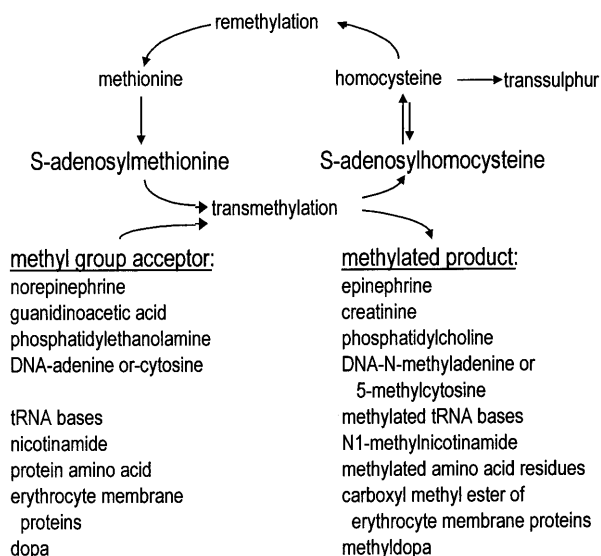 remethylation
methionine
homocysteine
transsulphur
S-adenosylmethionine
S-adenosylhomocysteine
transmethylation
methyl group acceptor:
norepinephrine
guanidinoacetic acid
phosphatidylethanolamine
DNA-adenine or-cytosine
tRNA bases
nicotinamide
protein amino acid
erythrocyte membrane
proteins
dopa
methylated product:
epinephrine
creatinine
phosphatidylcholine
DNA-N-methyladenine or
5-methylcytosine
methylated tRNA bases
N1-methylnicotinamide
methylated amino acid residues
carboxyl methyl ester of
erythrocyte membrane proteins
methyldopa